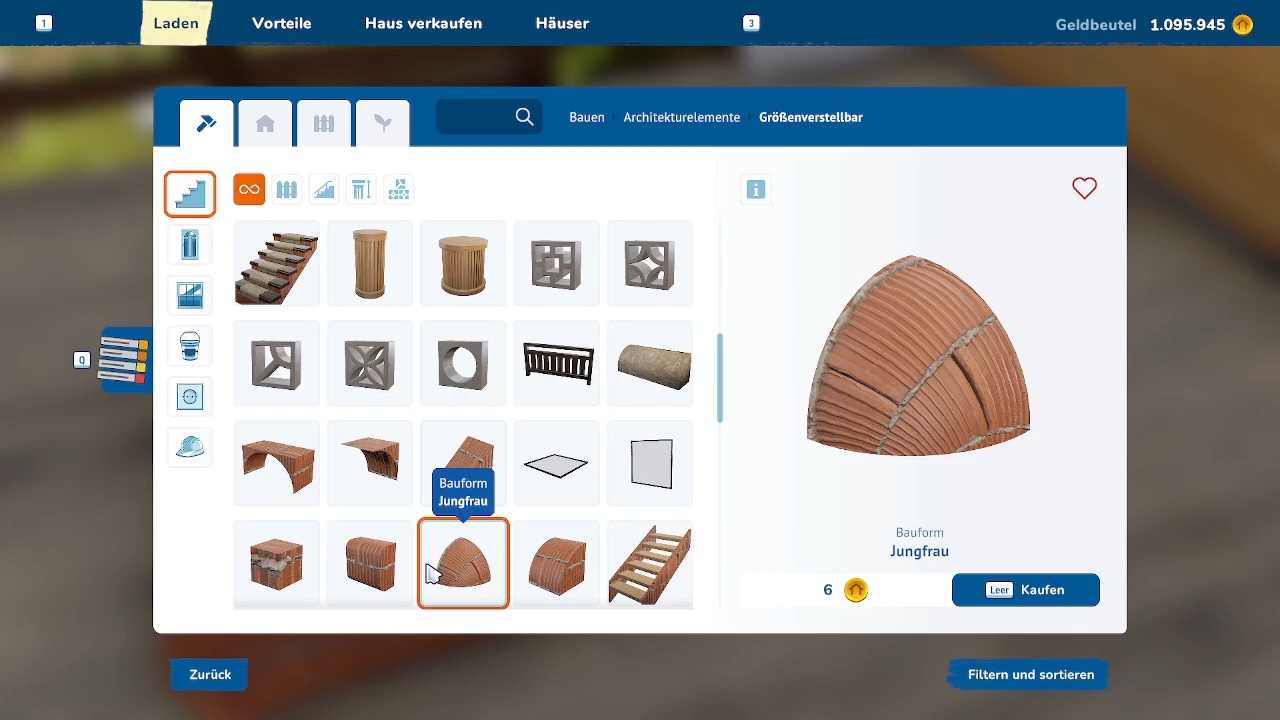 1
Laden
Vorteile
Haus verkaufen
Häuser
3
Geldbeutel 1.095.945
Bauen
Architekturelemente
Größenverstellbar
Q
Bauform
Jungfrau
Bauform
Jungfrau
6
Leer Kaufen
Zurück
Filtern und sortieren